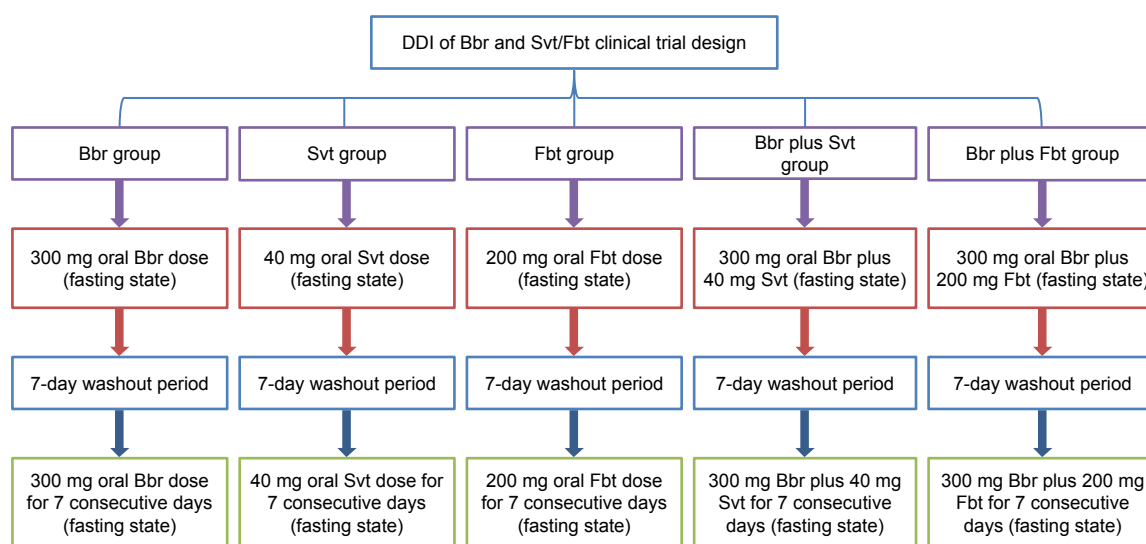 DDI of Bbr and Svt/Fbt clinical trial design
Bbr group
Svt group
Fbt group
Bbr plus Svt
group
Bbr plus Fbt group
300 mg oral Bbr dose
(fasting state)
40 mg oral Svt dose
(fasting state)
200 mg oral Fbt dose
(fasting state)
300 mg oral Bbr plus
40 mg Svt (fasting state)
300 mg oral Bbr plus
200 mg Fbt (fasting state)
7-day washout period
7-day washout period
7-day washout period
7-day washout period
7-day washout period
300 mg oral Bbr dose
for 7 consecutive days
(fasting state)
40 mg oral Svt dose for
7 consecutive days
(fasting state)
200 mg oral Fbt dose
for 7 consecutive days
(fasting state)
300 mg Bbr plus 40 mg
Svt for 7 consecutive
days (fasting state)
300 mg Bbr plus 200 mg
Fbt for 7 consecutive
days (fasting state)